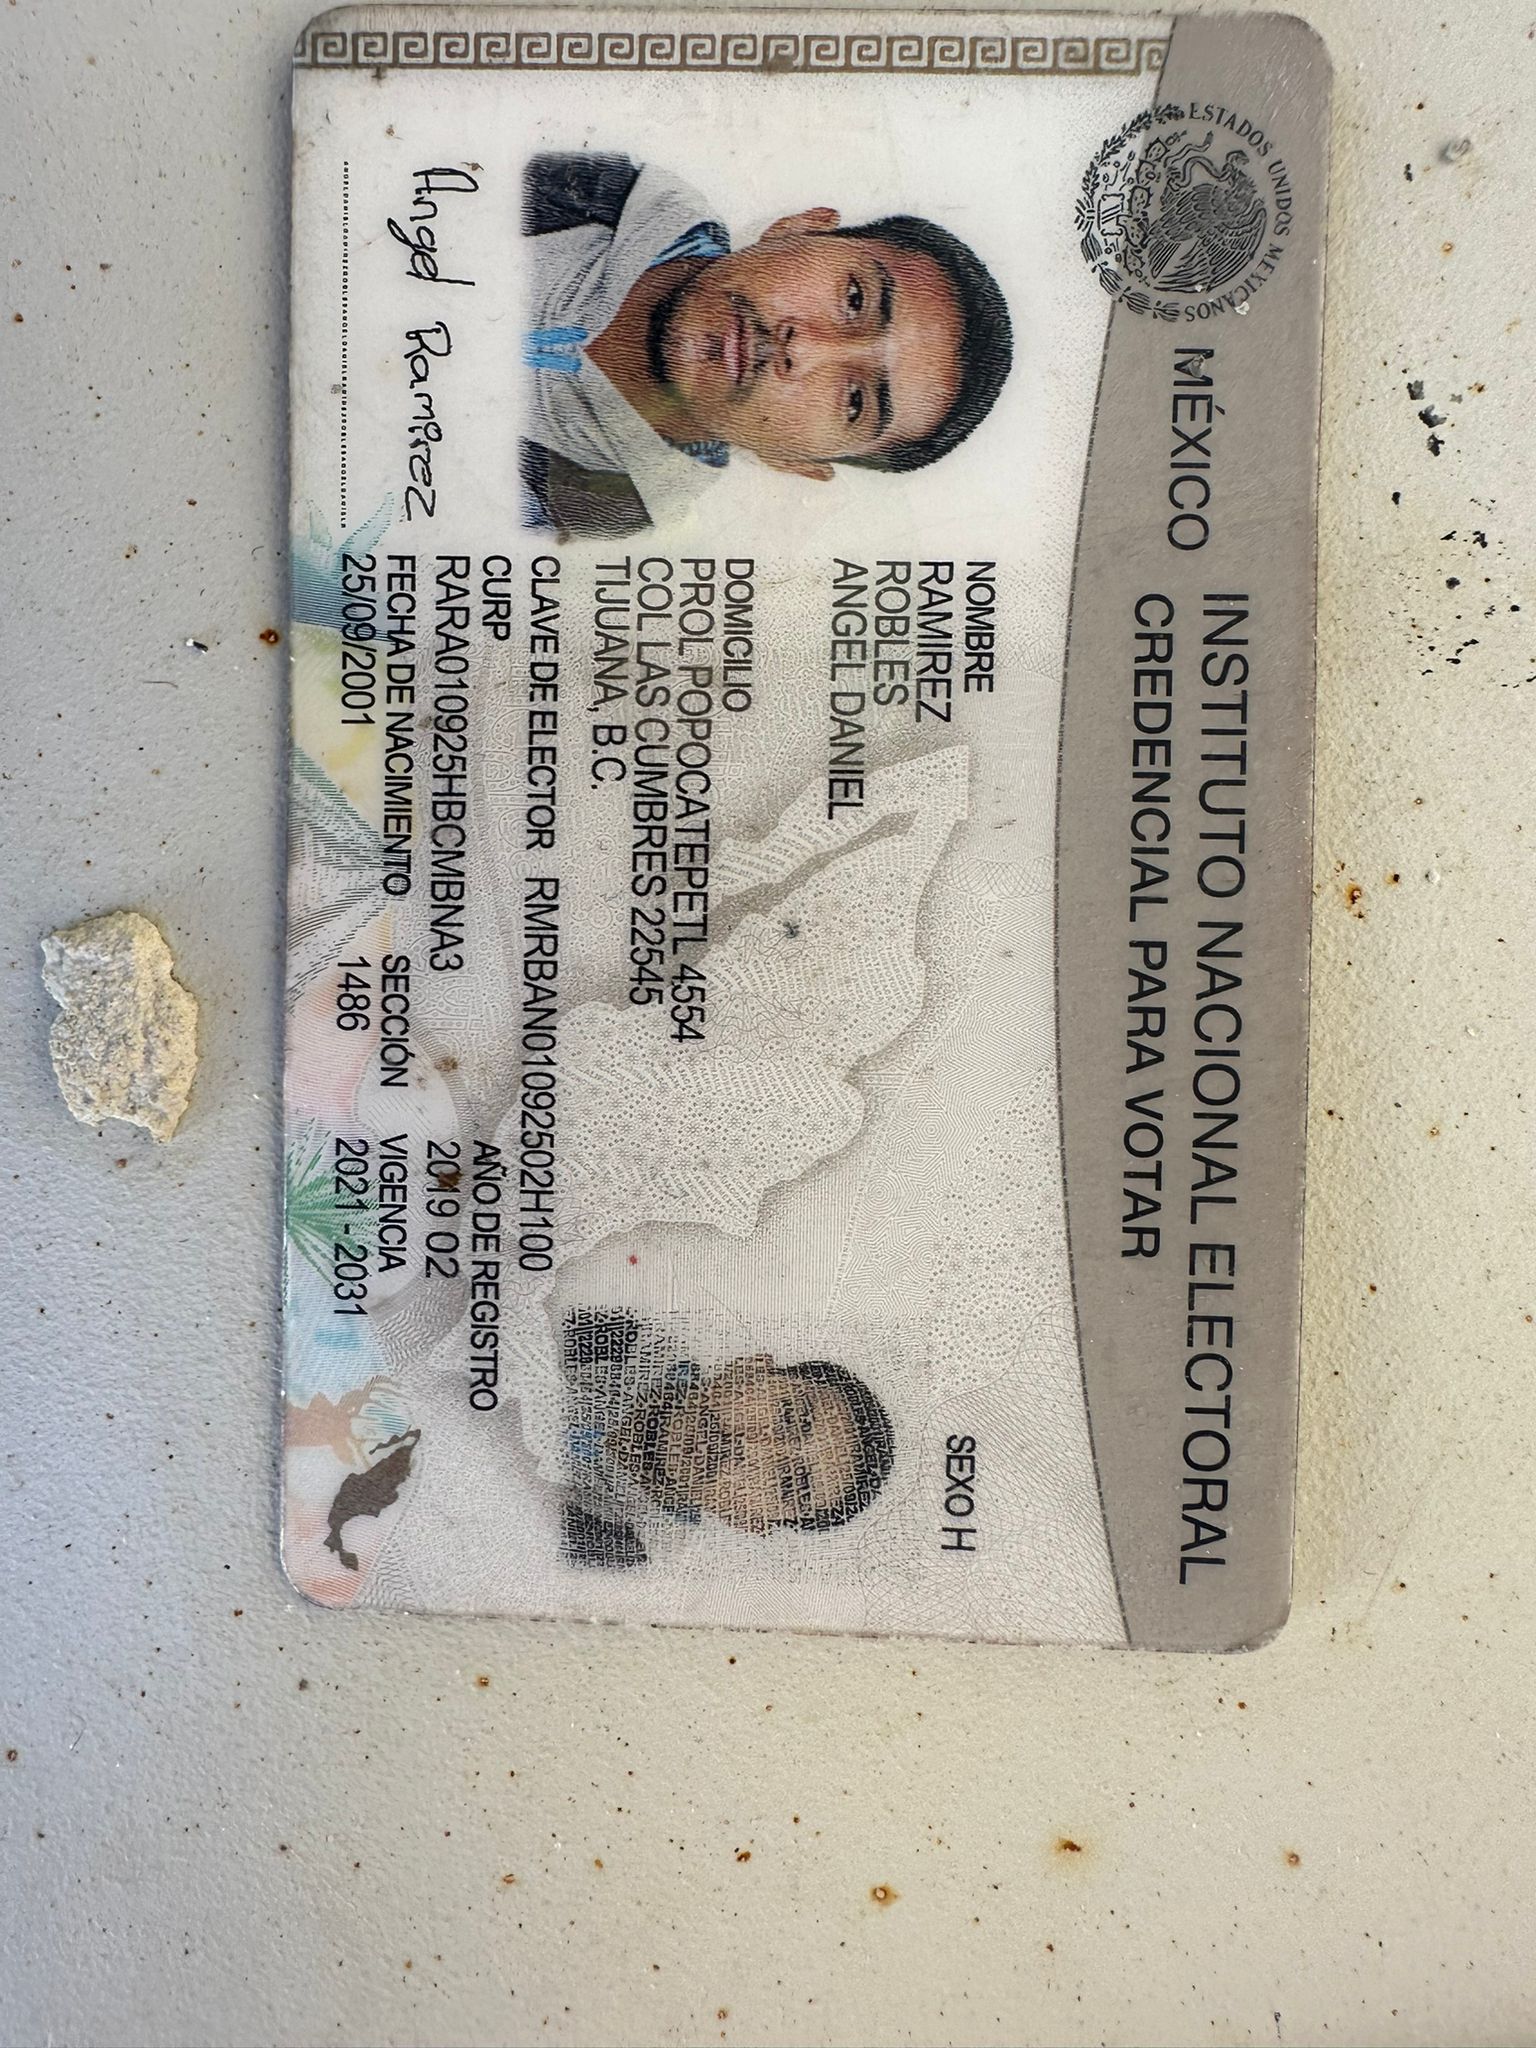 ESTADOS UNIDOS MEXICANOS
MÉXICO
INSTITUTO NACIONAL ELECTORAL
CREDENCIAL PARA VOTAR
NOMBRE
RAMIREZ
ROBLES
ANGEL DANIEL
SEXO H
DOMICILIO
PROL POPOCATEPETL 4554
COL LAS CUMBRES 22545
TIJUANA, B.C.
CLAVE DE ELECTOR RMRBAN01092502H100
CURP
RARA010925HBCMBNA3
AÑO DE REGISTRO
2019 02
FECHA DE NACIMIENTO
25/09/2001
SECCIÓN
1486
VIGENCIA
2021 - 2031
Angel Ramirez